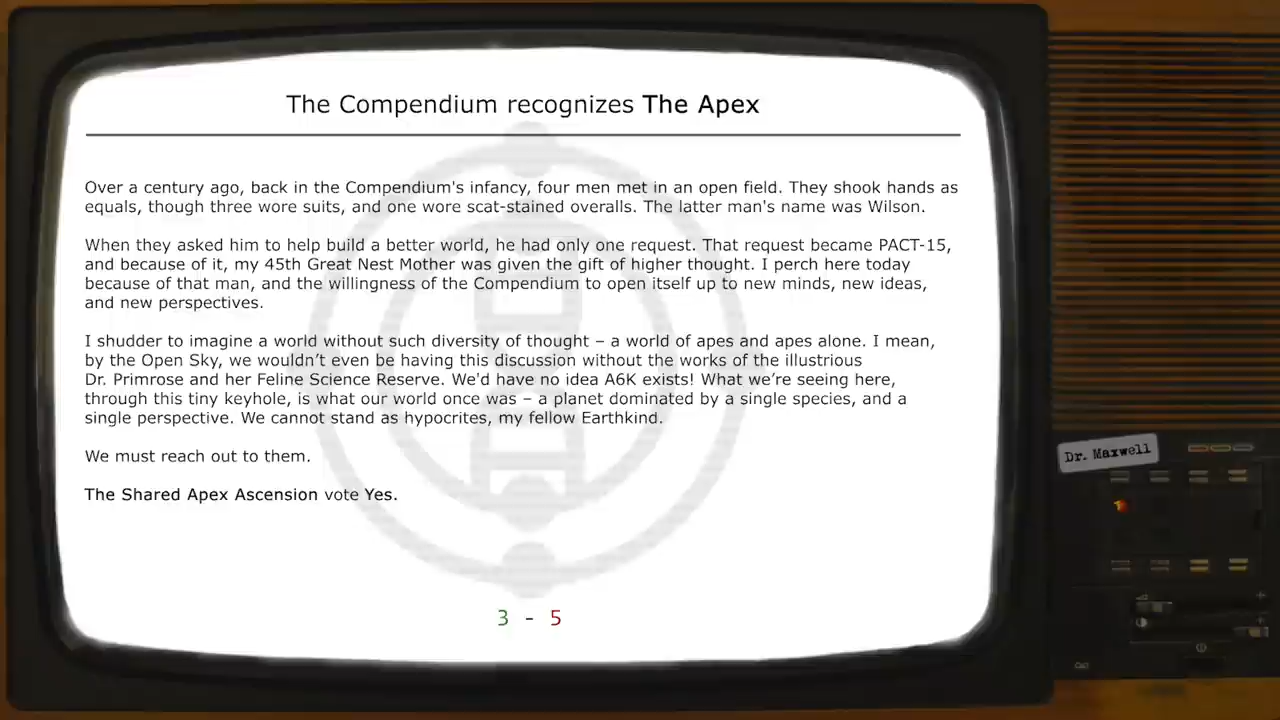 The Compendium recognizes The Apex
Over a century ago, back in the Compendium's infancy, four men met in an open field. They shook hands as
equals, though three wore suits, and one wore scat-stained overalls. The latter man's name was Wilson.
When they asked him to help build a better world, he had only one request. That request became PACT-15,
and because of it, my 45th Great Nest Mother was given the gift of higher thought. I perch here today
because of that man, and the willingness of the Compendium to open itself up to new minds, new ideas,
and new perspectives.
I shudder to imagine a world without such diversity of thought – a world of apes and apes alone. I mean,
by the Open Sky, we wouldn’t even be having this discussion without the works of the illustrious
Dr. Primrose and her Feline Science Reserve. We'd have no idea A6K exists! What we’re seeing here,
through this tiny keyhole, is what our world once was – a planet dominated by a single species, and a
single perspective. We cannot stand as hypocrites, my fellow Earthkind.
We must reach out to them.
The Shared Apex Ascension vote Yes.
3 - 5
Dr. Maxwell